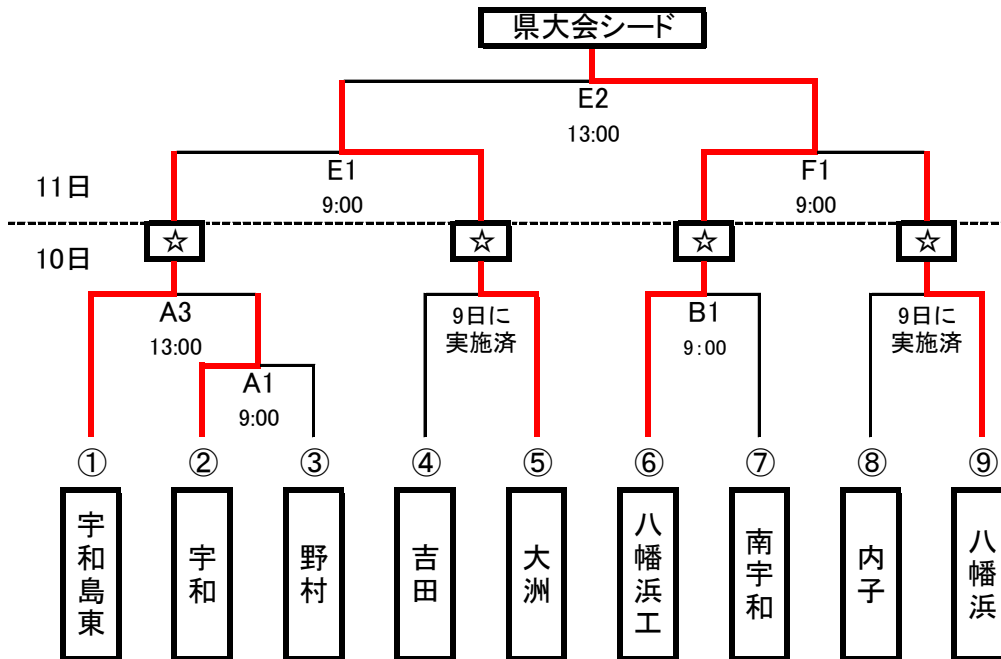 県大会シード
E2
13:00
E1
F1
9:00
9:00
11日
☆
☆
☆
☆
10日
A3
13:00
9日に
実施済
B1
9:00
9日に
実施済
A1
9:00
①
②
③
④
⑤
⑥
⑦
⑧
⑨
宇和島東
宇和
野村
吉田
大洲
八幡浜工
南宇和
内子
八幡浜